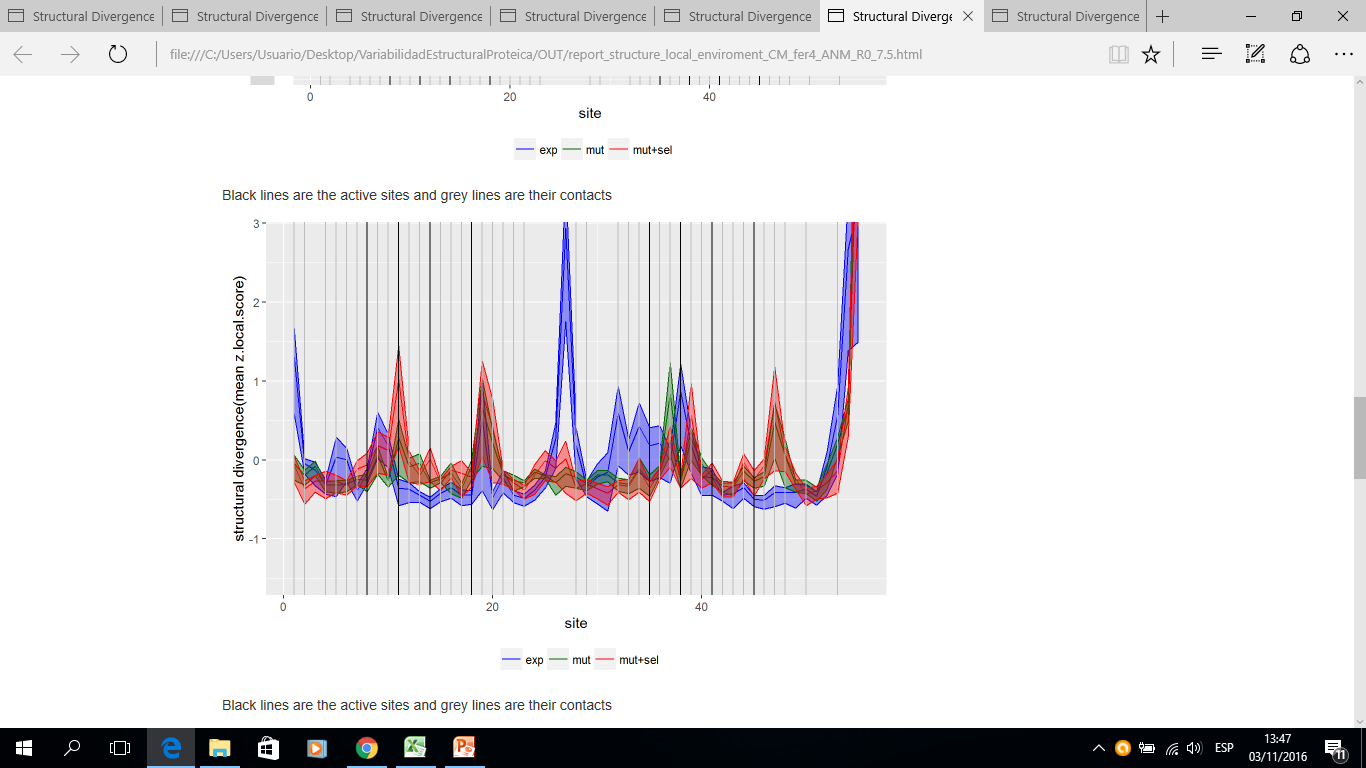 Structural Divergence Structural Divergence Structural Divergence Structural Divergence Structural Divergence Structural Diverge Structural Divergence
file:///C:/Users/Usuario/Desktop/VariabilidadEstructuralProteica/OUT/report_structure_local_enviroment_CM_fer4_ANM_R0_7.5.html
0 20 40
site
exp mut mut+sel
Black lines are the active sites and grey lines are their contacts
structural divergence(mean z.local.score)
3
2
1
0
-1
0 20 40
site
exp mut mut+sel
Black lines are the active sites and grey lines are their contacts
ESP
13:47
03/11/2016
11